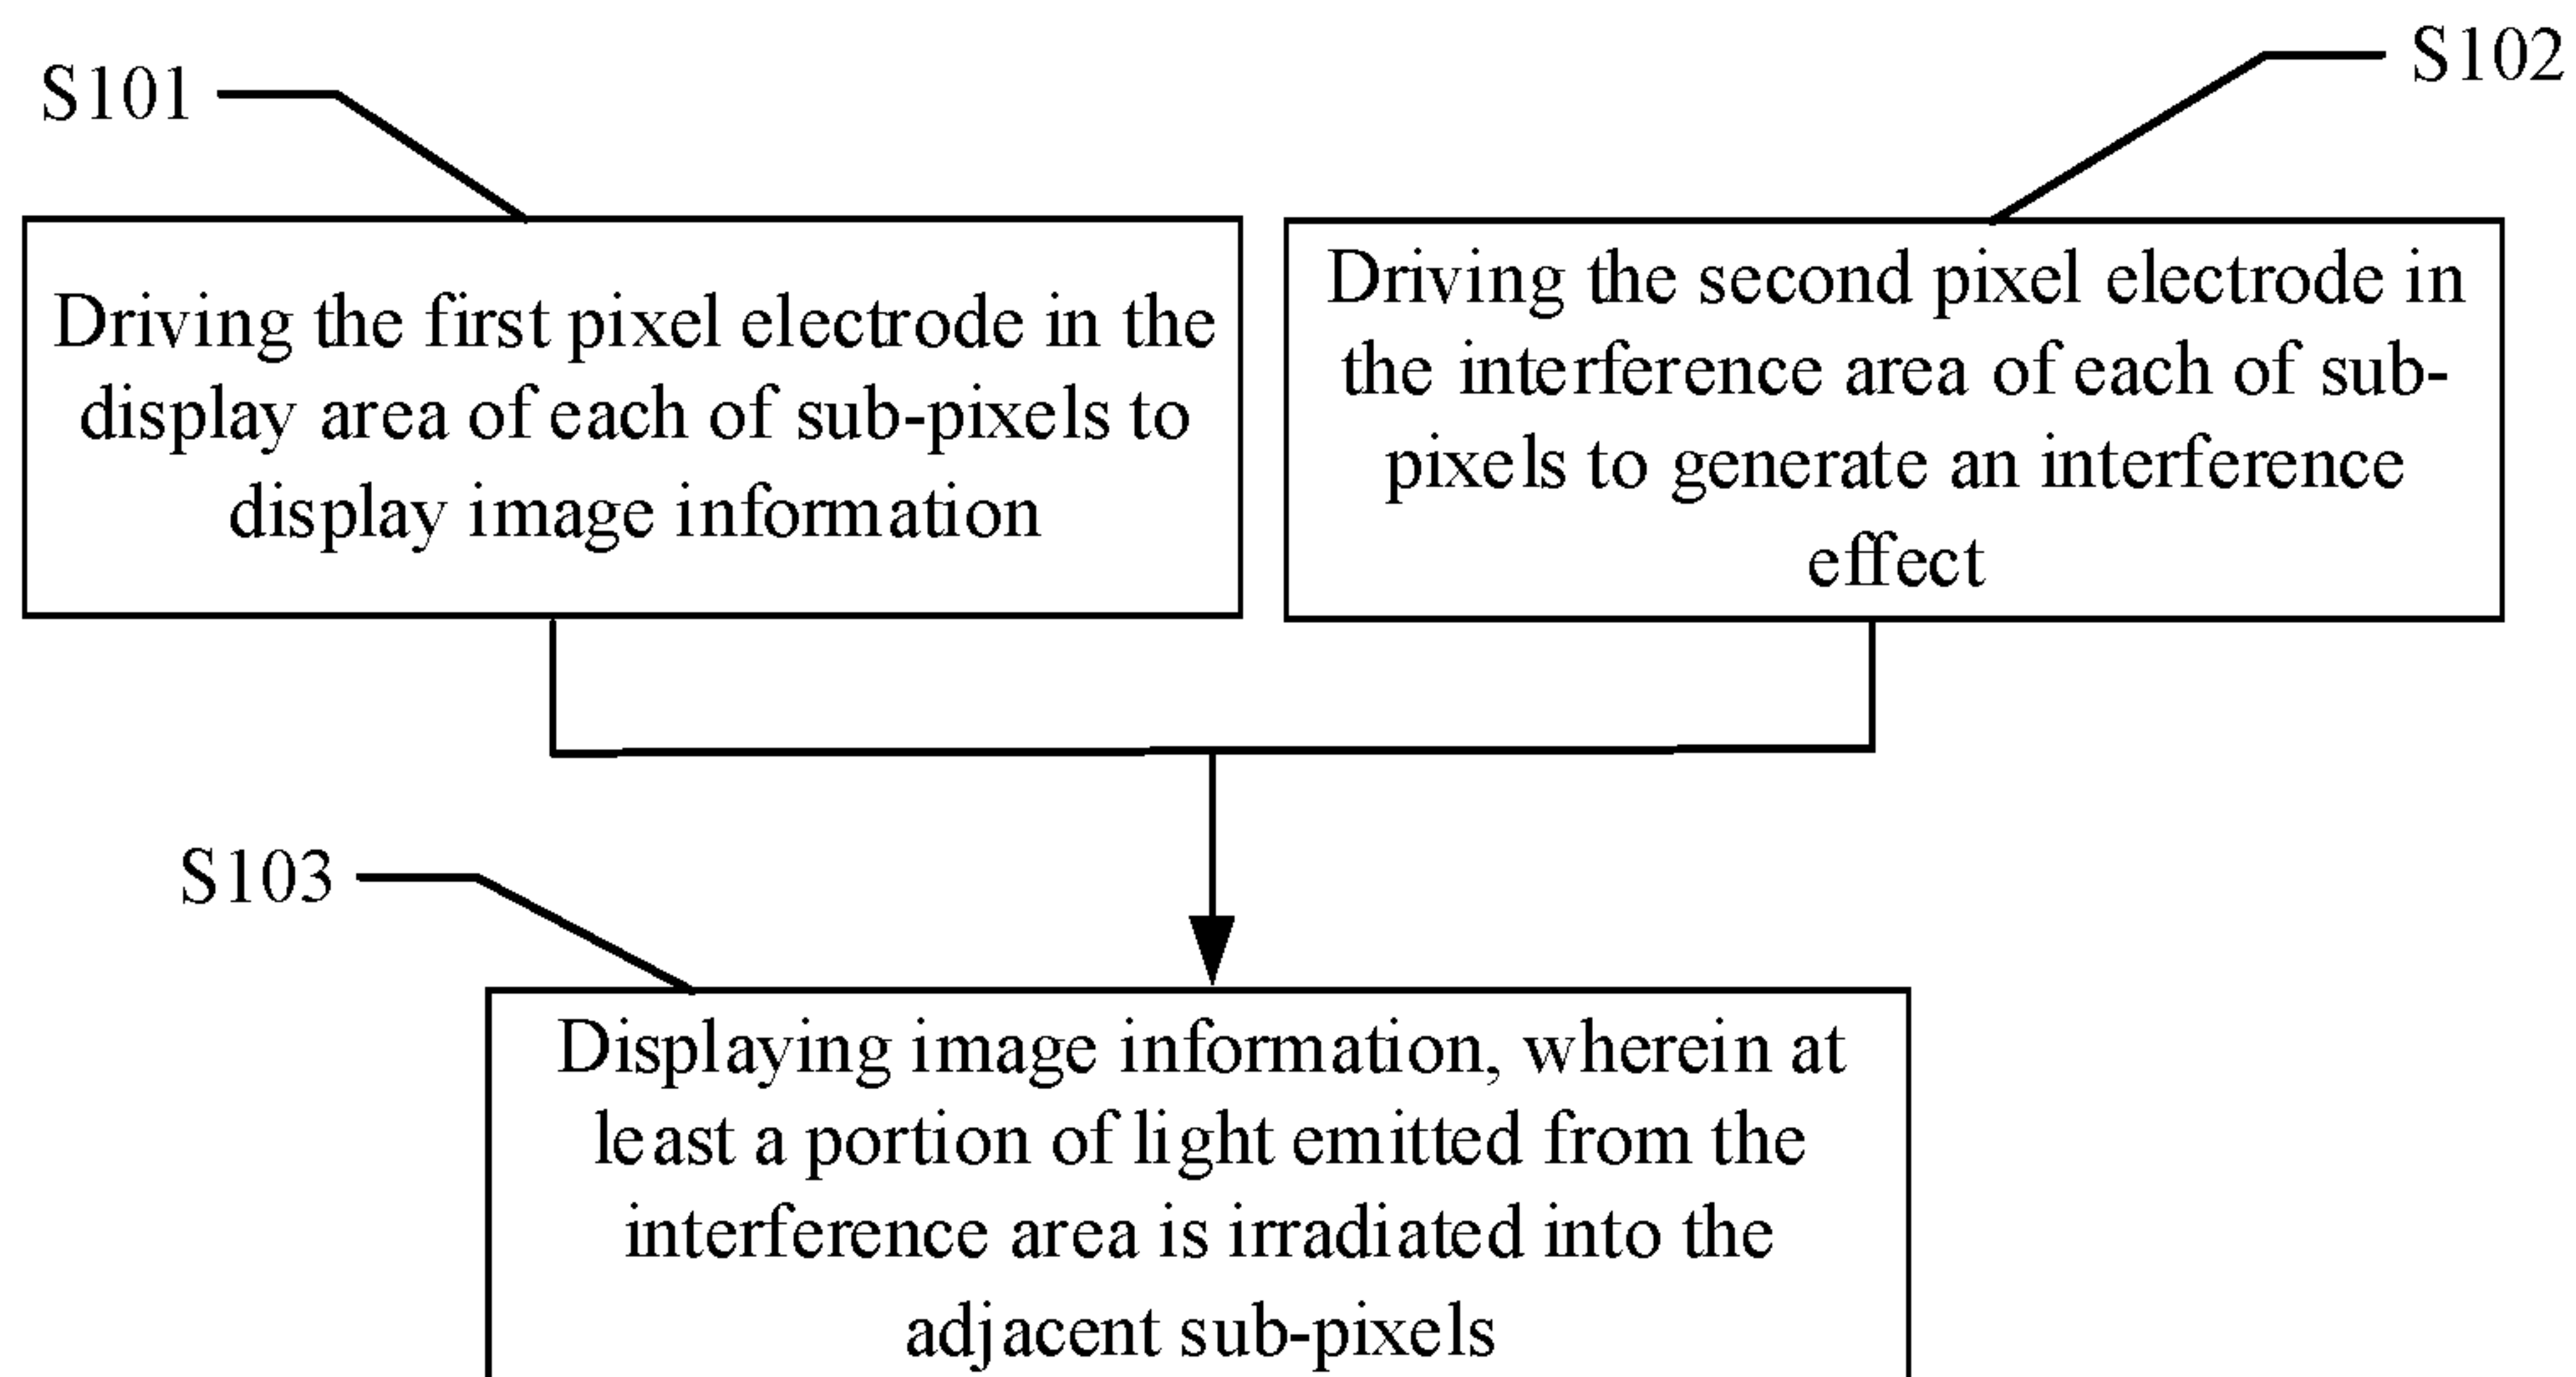 S101
S102
Driving the first pixel electrode in the
display area of each of sub-pixels to
display image information
Driving the second pixel electrode in
the interference area of each of sub-
pixels to generate an interference
effect
S103
Displaying image information, wherein at
least a portion of light emitted from the
interference area is irradiated into the
adjacent sub-pixels